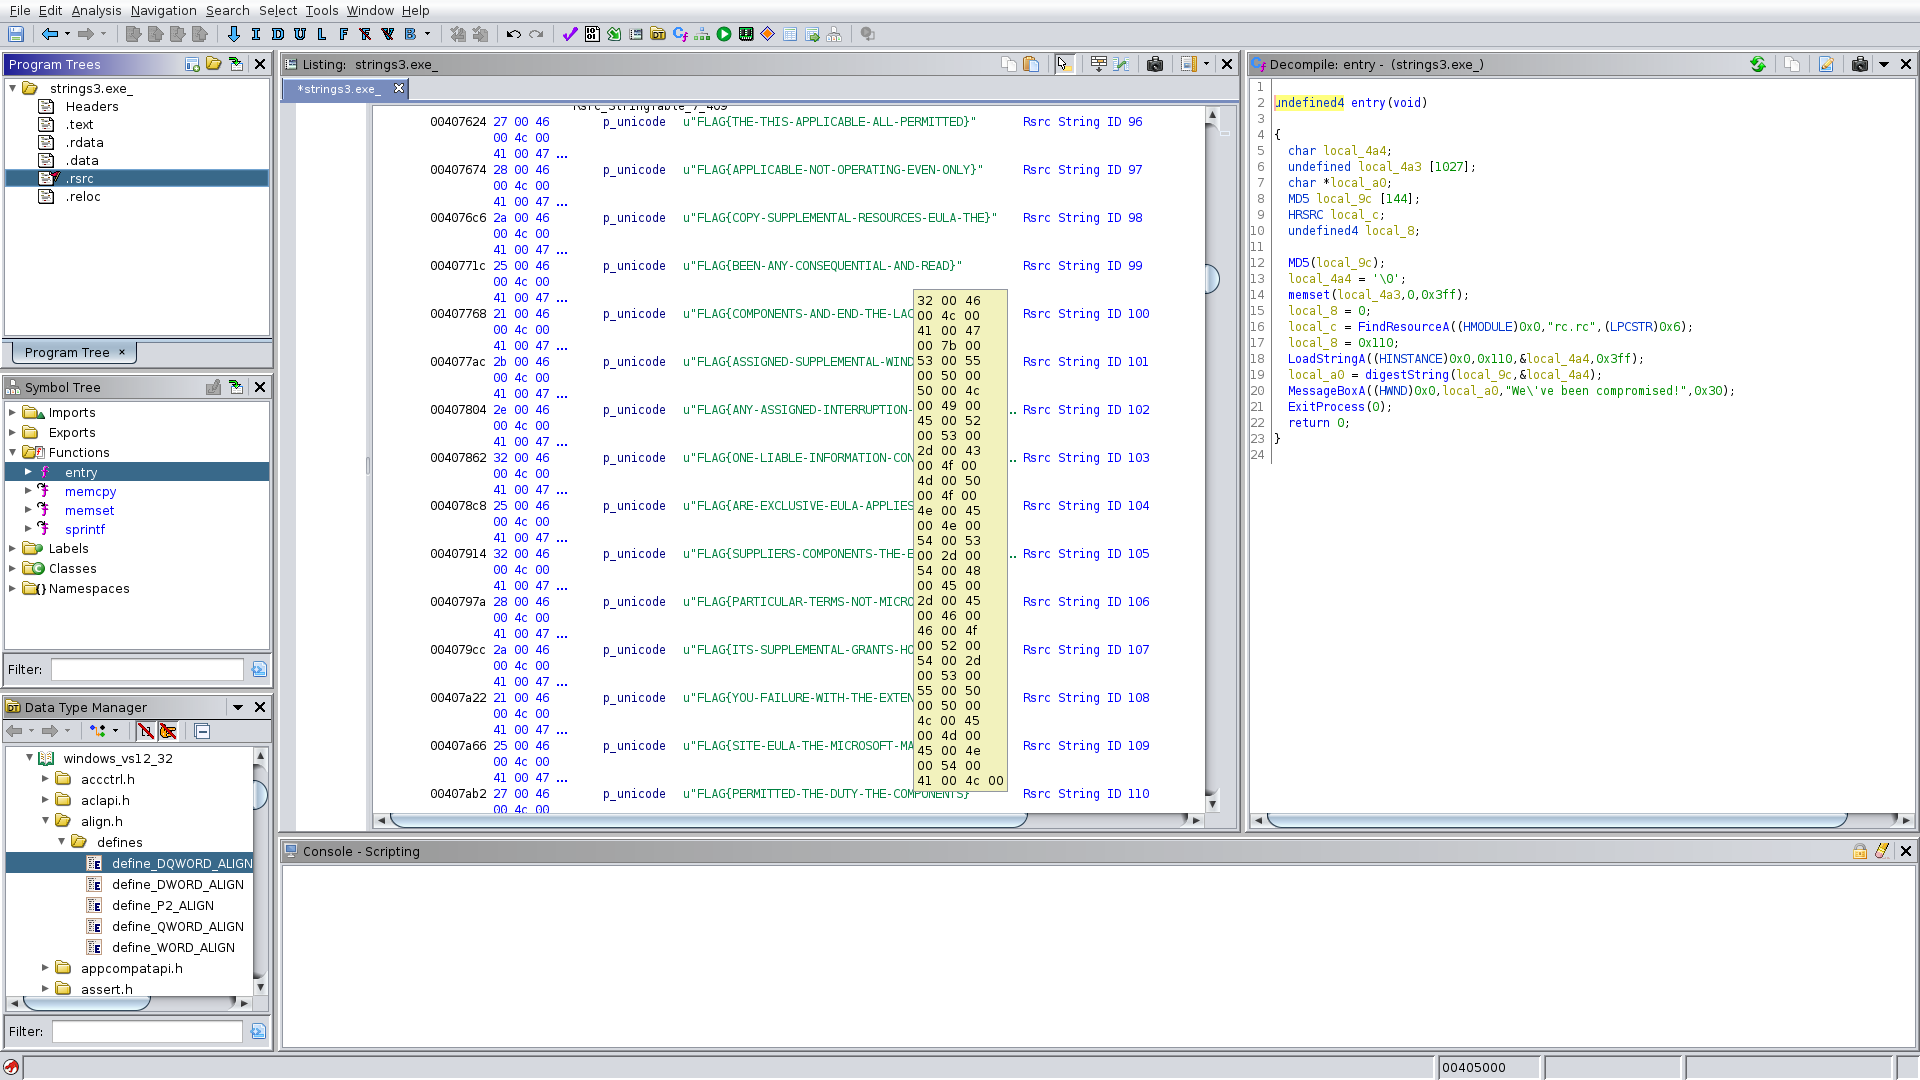 File Edit Analysis Navigation Search Select Tools Window Help
I D U L F B
Program Trees
strings3.exe_
Headers
.text
.rdata
.data
.rsrc
.reloc
Program Tree ×
Symbol Tree
Imports
Exports
Functions
entry
memcpy
memset
sprintf
Labels
Classes
Namespaces
Filter:
Data Type Manager
windows_vs12_32
accctrl.h
aclapi.h
align.h
defines
define_DQWORD_ALIGN
define_DWORD_ALIGN
define_P2_ALIGN
define_QWORD_ALIGN
define_WORD_ALIGN
appcompatapi.h
assert.h
Filter:
Listing: strings3.exe_
*strings3.exe_
Rsrc_StringTable_7_409
00407624 27 00 46 p_unicode u"FLAG{THE-THIS-APPLICABLE-ALL-PERMITTED}" Rsrc String ID 96
00 4c 00
41 00 47 ...
00407674 28 00 46 p_unicode u"FLAG{APPLICABLE-NOT-OPERATING-EVEN-ONLY}" Rsrc String ID 97
00 4c 00
41 00 47 ...
004076c6 2a 00 46 p_unicode u"FLAG{COPY-SUPPLEMENTAL-RESOURCES-EULA-THE}" Rsrc String ID 98
00 4c 00
41 00 47 ...
0040771c 25 00 46 p_unicode u"FLAG{BEEN-ANY-CONSEQUENTIAL-AND-READ}" Rsrc String ID 99
00 4c 00
41 00 47 ...
00407768 21 00 46 p_unicode u"FLAG{COMPONENTS-AND-END-THE-LAC Rsrc String ID 100
00 4c 00
41 00 47 ...
004077ac 2b 00 46 p_unicode u"FLAG{ASSIGNED-SUPPLEMENTAL-WIND Rsrc String ID 101
00 4c 00
41 00 47 ...
00407804 2e 00 46 p_unicode u"FLAG{ANY-ASSIGNED-INTERRUPTION- .. Rsrc String ID 102
00 4c 00
41 00 47 ...
00407862 32 00 46 p_unicode u"FLAG{ONE-LIABLE-INFORMATION-CON .. Rsrc String ID 103
00 4c 00
41 00 47 ...
004078c8 25 00 46 p_unicode u"FLAG{ARE-EXCLUSIVE-EULA-APPLIES Rsrc String ID 104
00 4c 00
41 00 47 ...
00407914 32 00 46 p_unicode u"FLAG{SUPPLIERS-COMPONENTS-THE-E .. Rsrc String ID 105
00 4c 00
41 00 47 ...
0040797a 28 00 46 p_unicode u"FLAG{PARTICULAR-TERMS-NOT-MICRO Rsrc String ID 106
00 4c 00
41 00 47 ...
004079cc 2a 00 46 p_unicode u"FLAG{ITS-SUPPLEMENTAL-GRANTS-HO Rsrc String ID 107
00 4c 00
41 00 47 ...
00407a22 21 00 46 p_unicode u"FLAG{YOU-FAILURE-WITH-THE-EXTEN Rsrc String ID 108
00 4c 00
41 00 47 ...
00407a66 25 00 46 p_unicode u"FLAG{SITE-EULA-THE-MICROSOFT-MA Rsrc String ID 109
00 4c 00
41 00 47 ...
00407ab2 27 00 46 p_unicode u"FLAG{PERMITTED-THE-DUTY-THE-COMPONENTS}" Rsrc String ID 110
00 4c 00
32 00 46
00 4c 00
41 00 47
00 7b 00
53 00 55
00 50 00
50 00 4c
00 49 00
45 00 52
00 53 00
2d 00 43
00 4f 00
4d 00 50
00 4f 00
4e 00 45
00 4e 00
54 00 53
00 2d 00
54 00 48
00 45 00
2d 00 45
00 46 00
46 00 4f
00 52 00
54 00 2d
00 53 00
55 00 50
00 50 00
4c 00 45
00 4d 00
45 00 4e
00 54 00
41 00 4c 00
Decompile: entry - (strings3.exe_)
1
2 undefined4 entry(void)
3
4 {
5 char local_4a4;
6 undefined local_4a3 [1027];
7 char *local_a0;
8 MD5 local_9c [144];
9 HRSRC local_c;
10 undefined4 local_8;
11
12 MD5(local_9c);
13 local_4a4 = '\0';
14 memset(local_4a3,0,0x3ff);
15 local_8 = 0;
16 local_c = FindResourceA((HMODULE)0x0,"rc.rc",(LPCSTR)0x6);
17 local_8 = 0x110;
18 LoadStringA((HINSTANCE)0x0,0x110,&local_4a4,0x3ff);
19 local_a0 = digestString(local_9c,&local_4a4);
20 MessageBoxA((HWND)0x0,local_a0,"We\'ve been compromised!",0x30);
21 ExitProcess(0);
22 return 0;
23 }
24
Console - Scripting
00405000